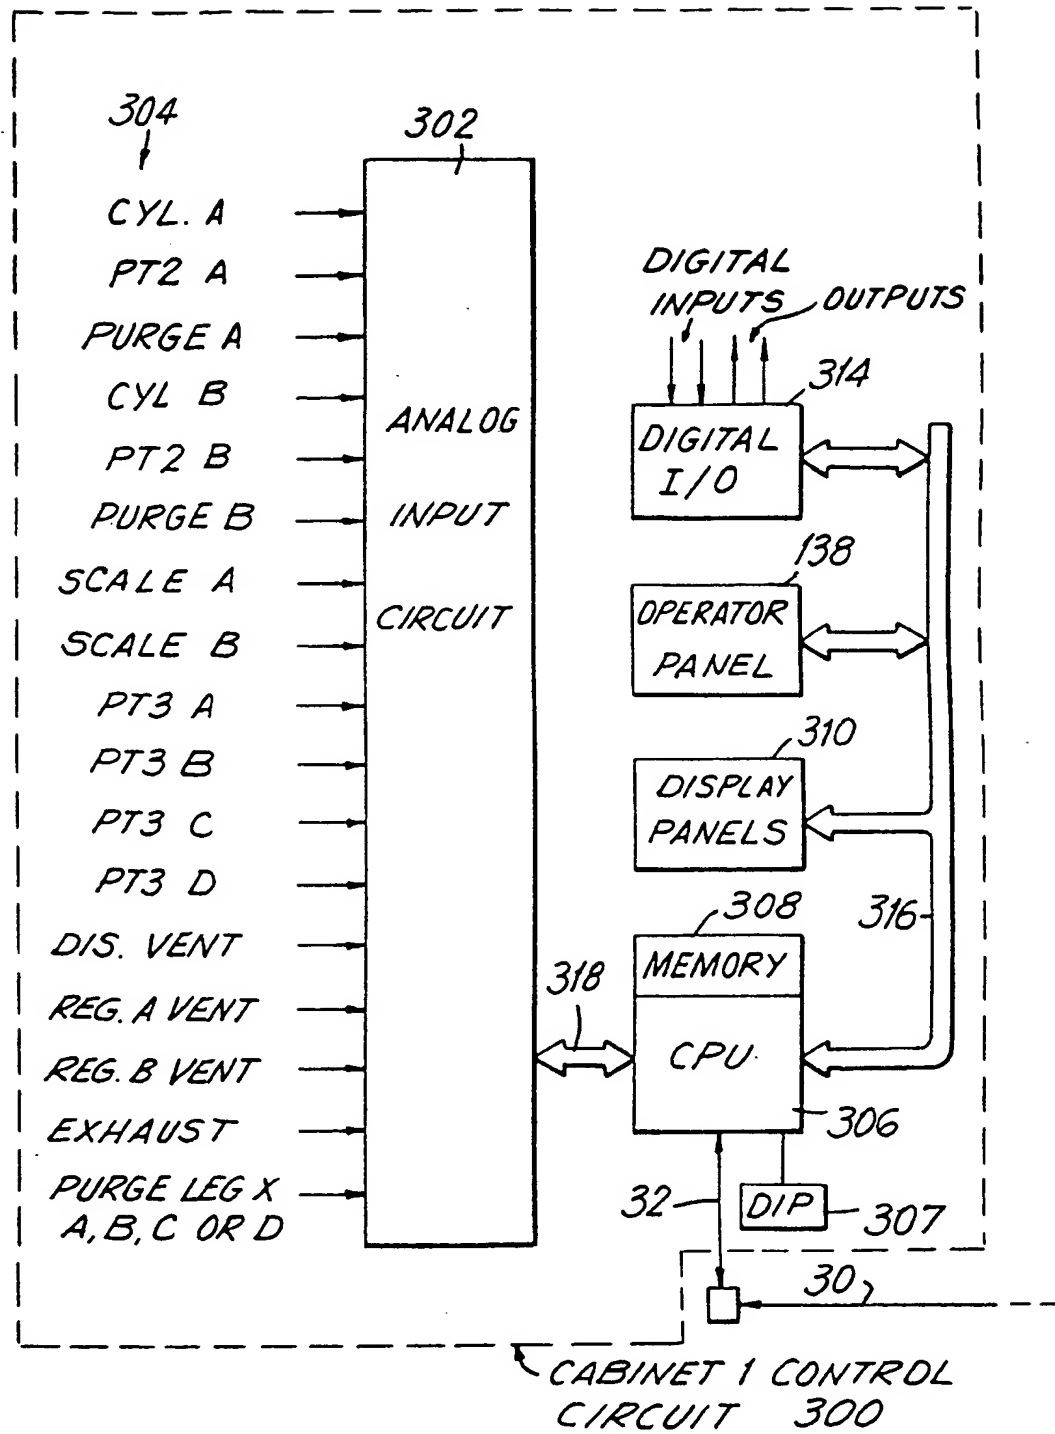 304
302
CYL. A
PT2 A
PURGE A
CYL B
PT2 B
PURGE B
SCALE A
SCALE B
PT3 A
PT3 B
PT3 C
PT3 D
DIS. VENT
REG. A VENT
REG. B VENT
EXHAUST
PURGE LEG X
A, B, C OR D
ANALOG
INPUT
CIRCUIT
DIGITAL
INPUTS
OUTPUTS
314
DIGITAL
I/O
138
OPERATOR
PANEL
310
DISPLAY
PANELS
316
308
MEMORY
318
CPU
306
32
DIP
307
30
CABINET 1 CONTROL
CIRCUIT 300